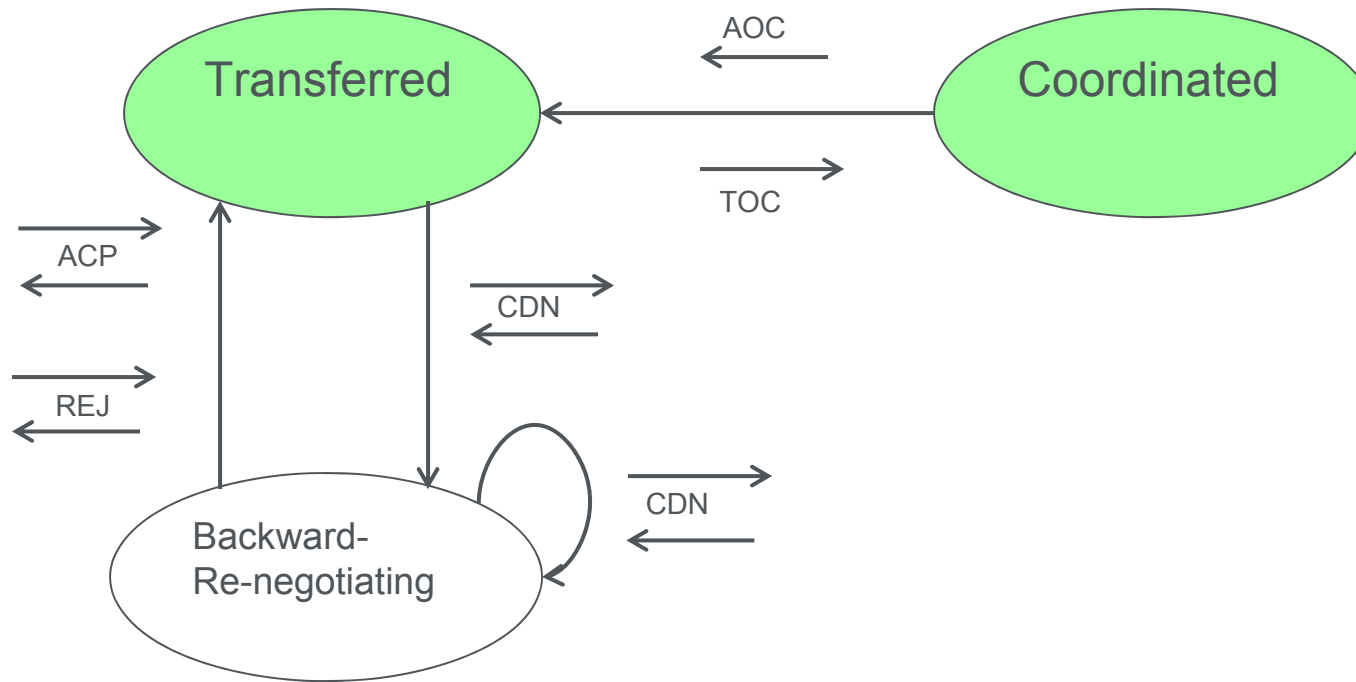 AOC
Transferred
Coordinated
TOC
ACP
CDN
REJ
CDN
Backward-
Re-negotiating